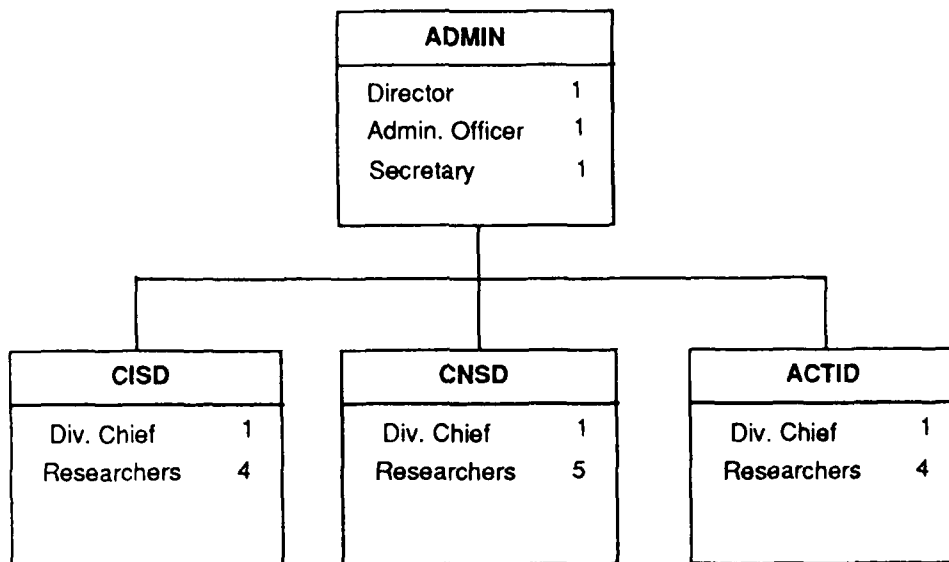 ADMIN
Director 1
Admin. Officer 1
Secretary 1
CISD
Div. Chief 1
Researchers 4
CNSD
Div. Chief 1
Researchers 5
ACTID
Div. Chief 1
Researchers 4